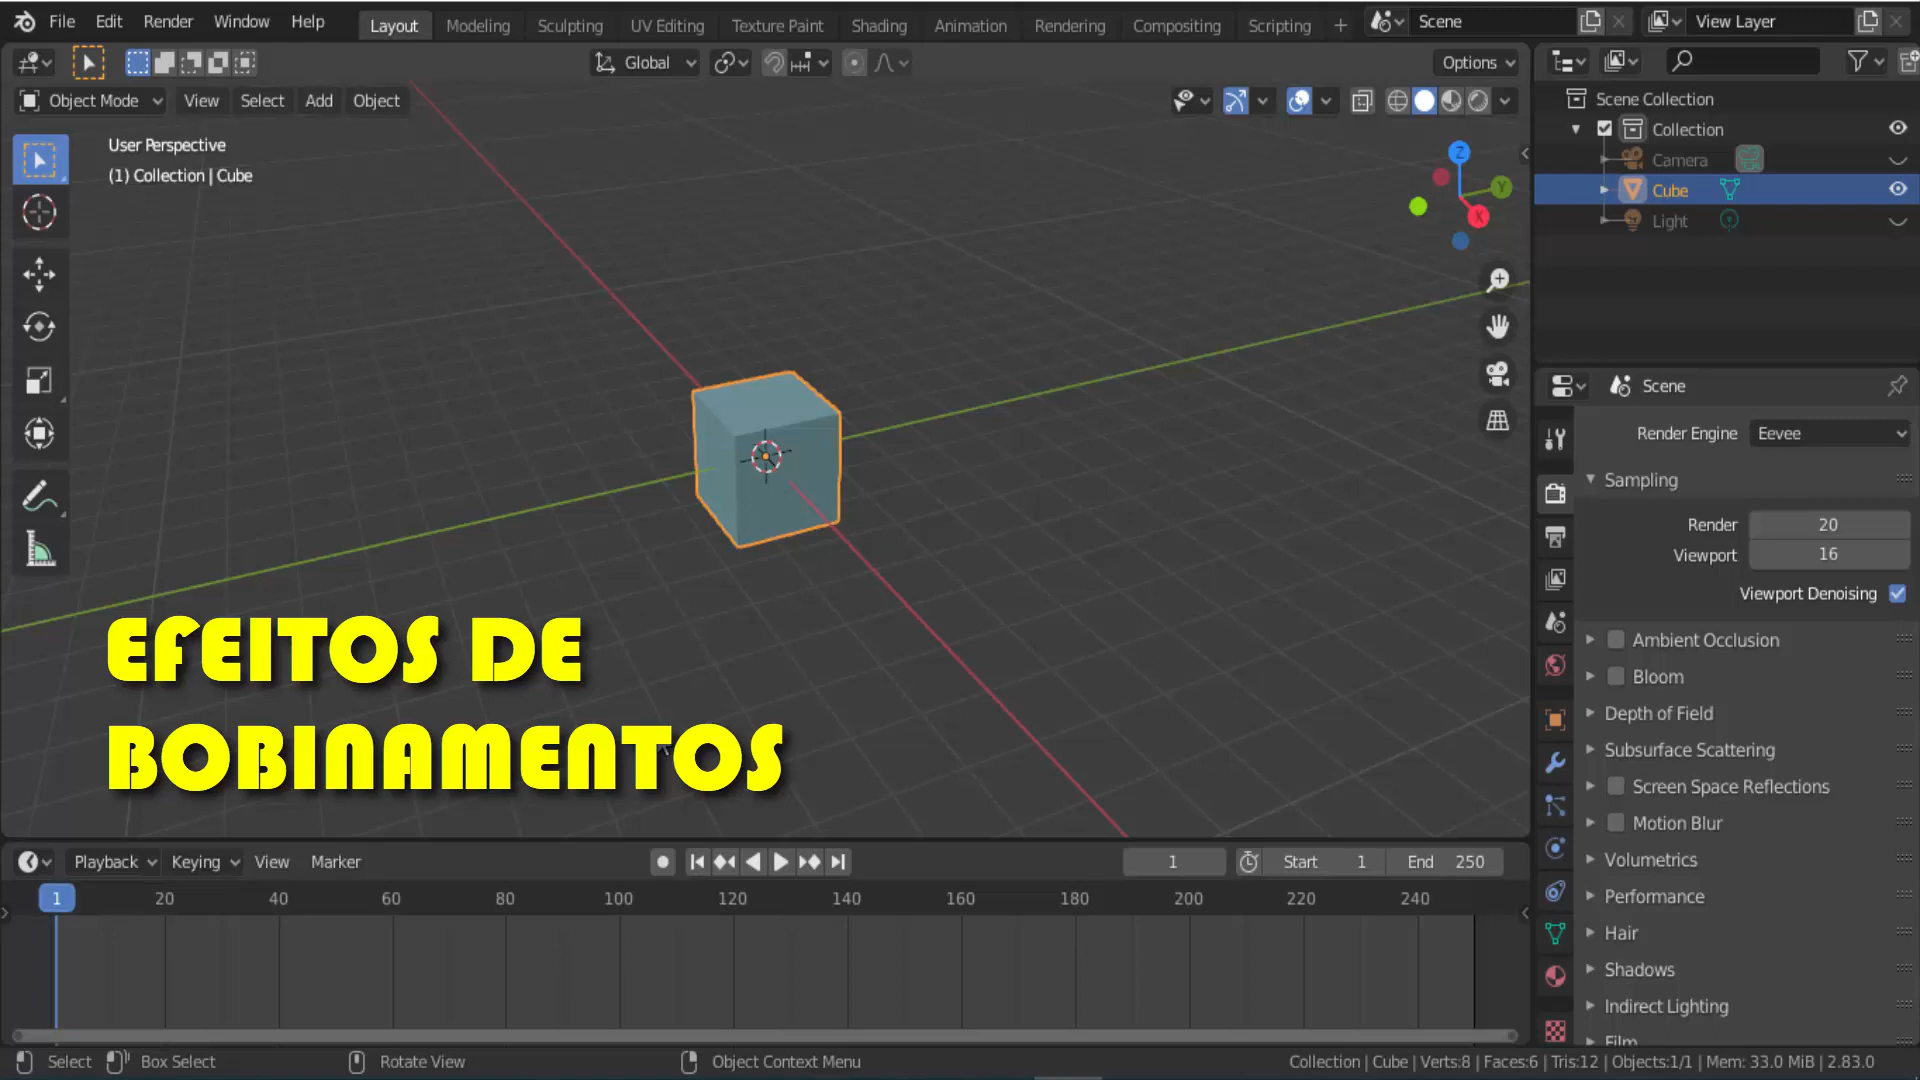 File Edit Render Window Help Layout Modeling Sculpting UV Editing Texture Paint Shading Animation Rendering Compositing Scripting + Scene View Layer
Global Options
Object Mode View Select Add Object
User Perspective
(1) Collection | Cube
Z
Y
X
Scene Collection
Collection
Camera
Cube
Light
Scene
Render Engine Eevee
Sampling
Render 20
Viewport 16
Viewport Denoising
Ambient Occlusion
Bloom
Depth of Field
Subsurface Scattering
Screen Space Reflections
Motion Blur
Volumetrics
Performance
Hair
Shadows
Indirect Lighting
Film
EFEITOS DE
BOBINAMENTOS
Playback Keying View Marker 1 Start 1 End 250
1 20 40 60 80 100 120 140 160 180 200 220 240
Select Box Select Rotate View Object Context Menu Collection | Cube | Verts:8 | Faces:6 | Tris:12 | Objects:1/1 | Mem: 33.0 MiB | 2.83.0